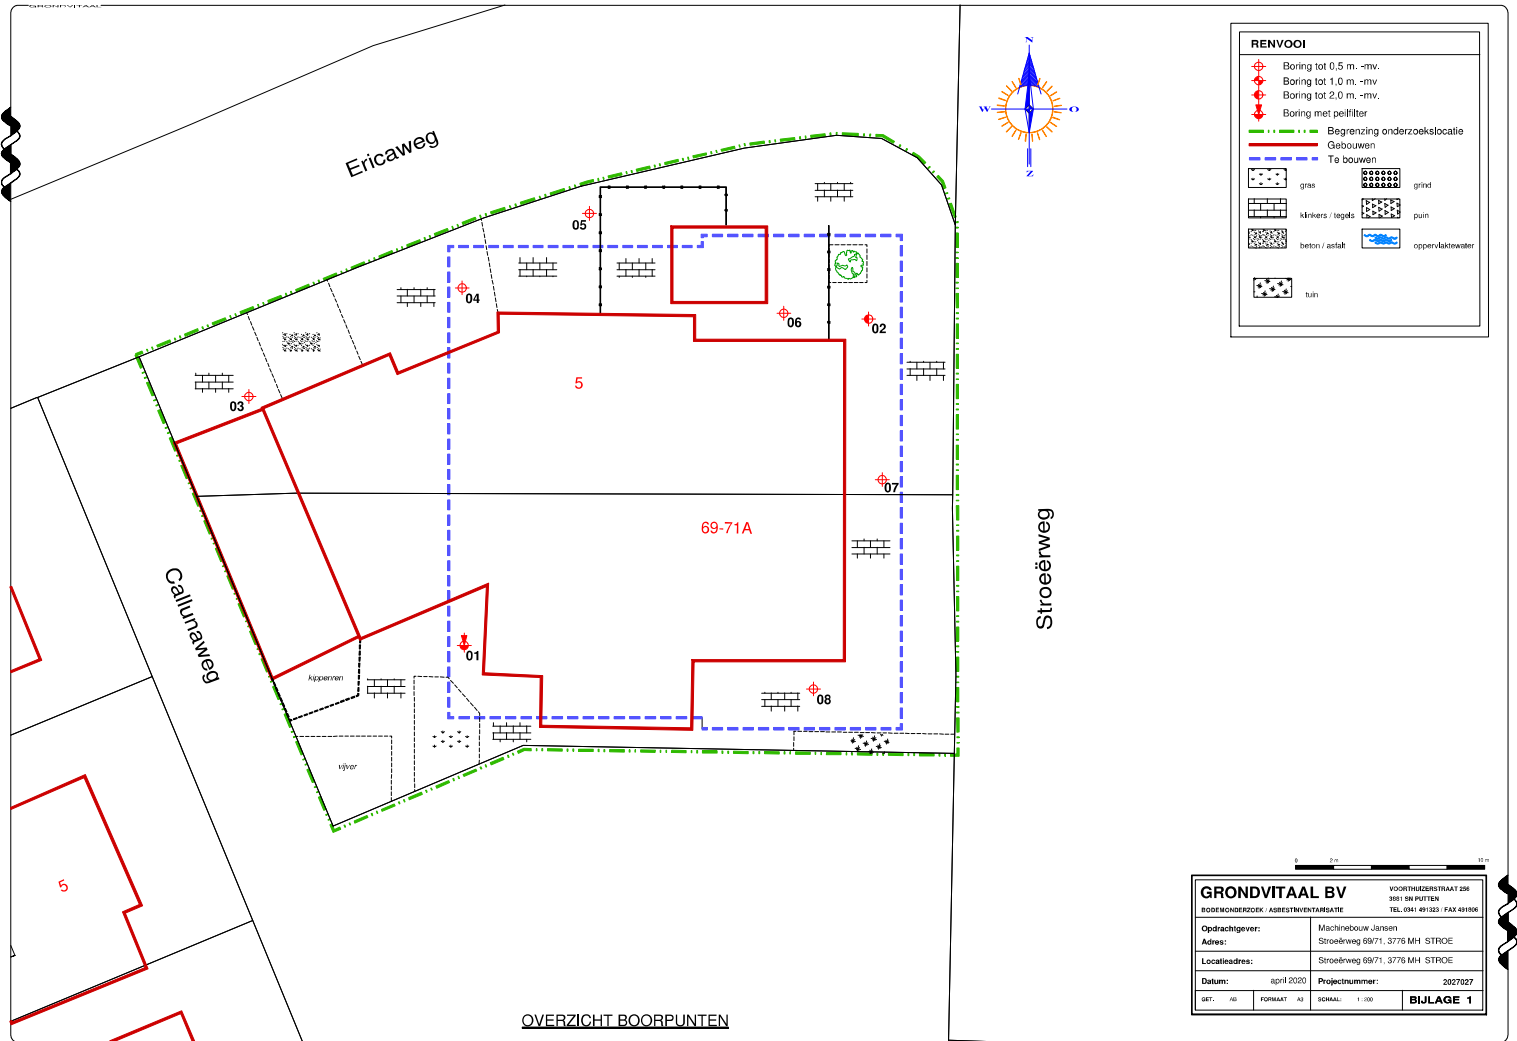 GRONDVITAAL
N
W
O
Z
RENVOOI
Boring tot 0,5 m. -mv.
Boring tot 1,0 m. -mv
Boring tot 2,0 m. -mv.
Boring met peilfilter
Begrenzing onderzoekslocatie
Gebouwen
Te bouwen
gras
grind
klinkers / tegels
puin
beton / asfalt
oppervlaktewater
tuin
Ericaweg
05
04
06
02
03
5
07
69-71A
Stroeërweg
Callunaweg
01
kippenren
08
vijver
5
OVERZICHT BOORPUNTEN
0 2 m 10 m
GRONDVITAAL BV
BODEMONDERZOEK / ASBESTINVENTARISATIE
VOORTHUIZERSTRAAT 256
3881 SN PUTTEN
TEL. 0341 491323 / FAX 491806
Opdrachtgever: Machinebouw Jansen
Adres: Stroeërweg 69/71, 3776 MH STROE
Locatieadres: Stroeërweg 69/71, 3776 MH STROE
Datum: april 2020 Projectnummer: 2027027
GET. AB FORMAAT A3 SCHAAL: 1 : 200 BIJLAGE 1